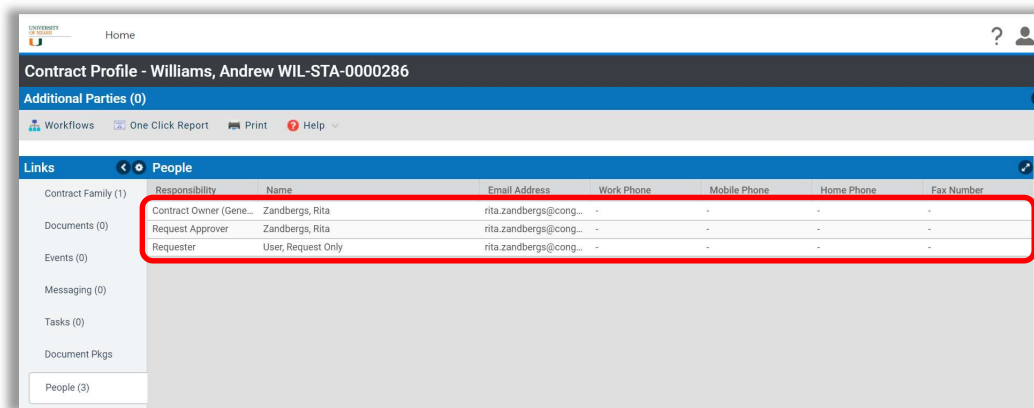 UNIVERSITY
OF MIAMI
Home
?
Contract Profile - Williams, Andrew WIL-STA-0000286
Additional Parties (0)
Workflows One Click Report Print ? Help
Links People
Contract Family (1)
Documents (0)
Events (0)
Messaging (0)
Tasks (0)
Document Pkgs
People (3)
Responsibility Name Email Address Work Phone Mobile Phone Home Phone Fax Number
Contract Owner (Gene... Zandbergs, Rita rita.zandbergs@cong... - - - -
Request Approver Zandbergs, Rita rita.zandbergs@cong... - - - -
Requester User, Request Only rita.zandbergs@cong... - - - -